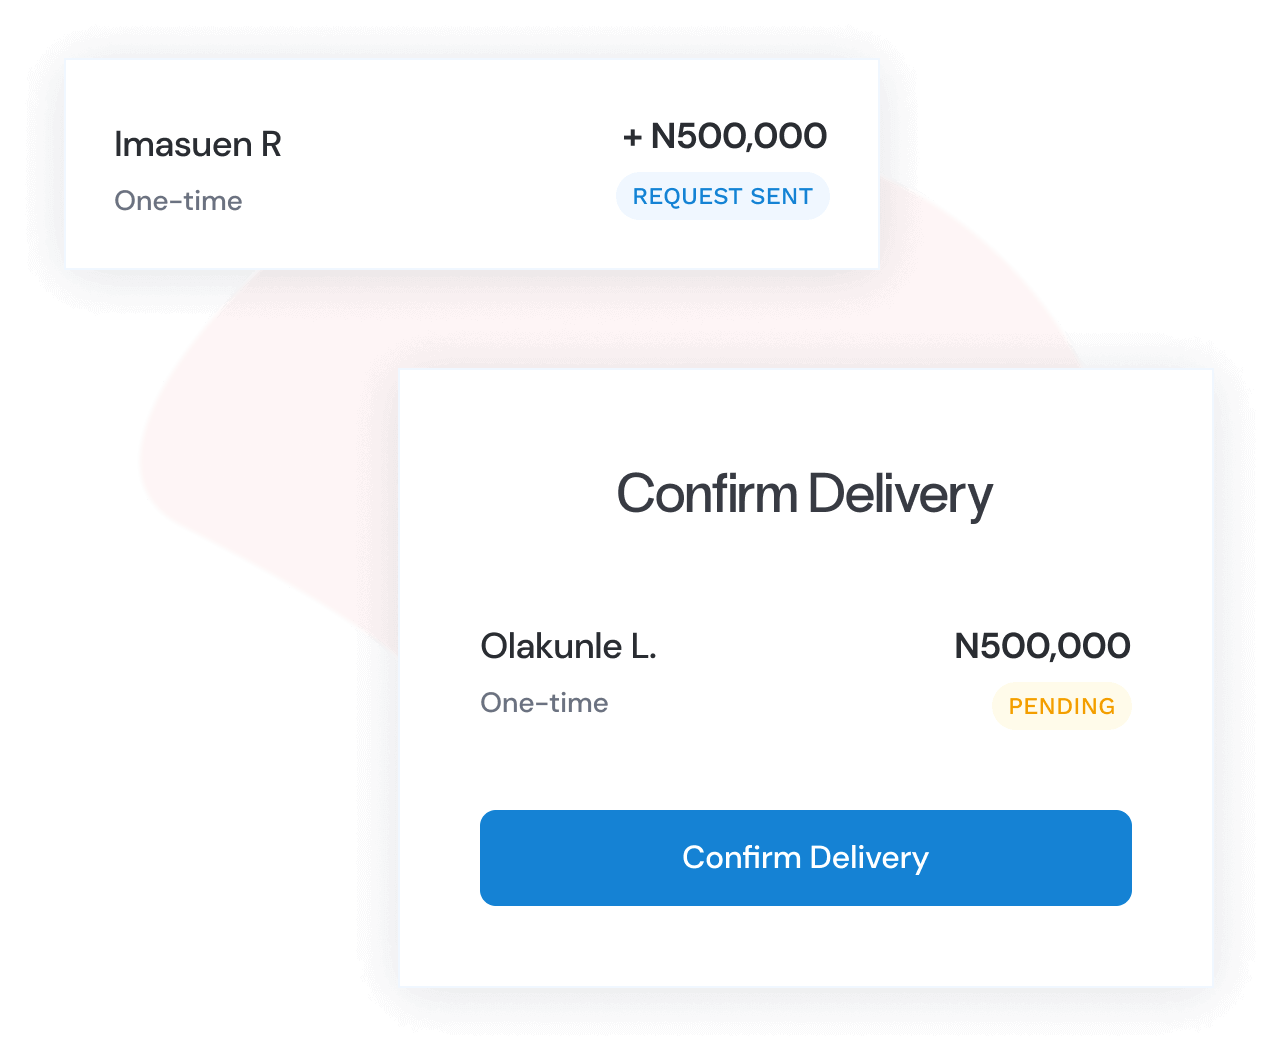 Imasuen R
+ N500,000
One-time
REQUEST SENT
Confirm Delivery
Olakunle L.
N500,000
One-time
PENDING
Confirm Delivery